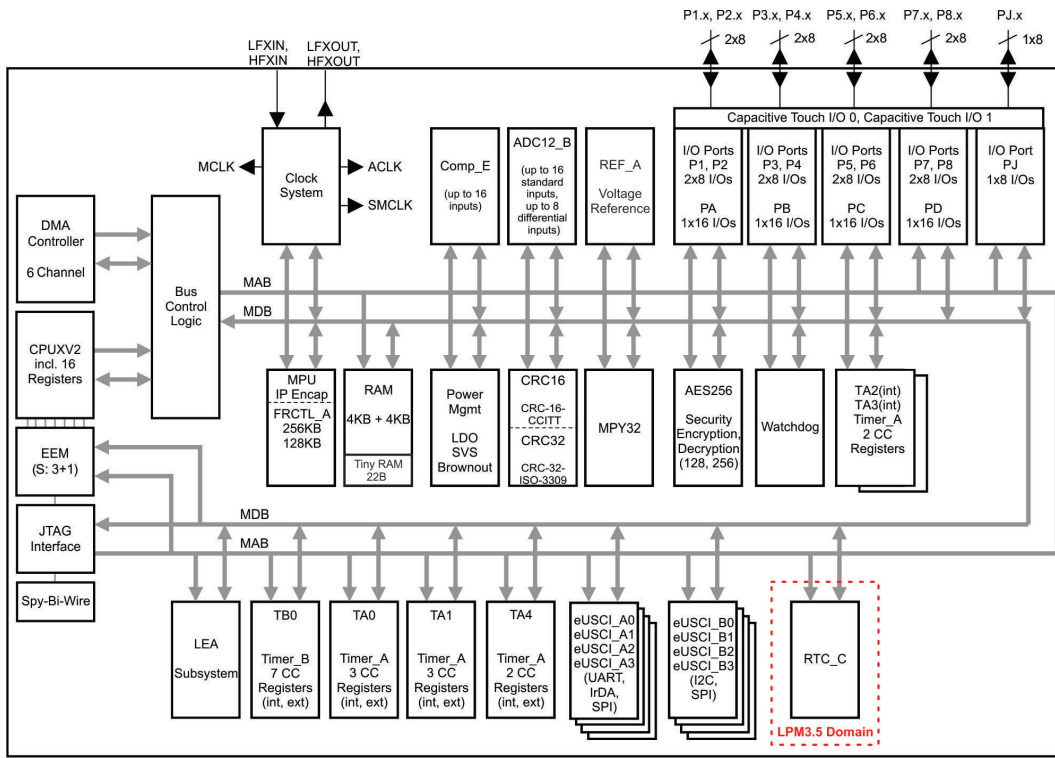 P1.x, P2.x
P3.x, P4.x
P5.x, P6.x
P7.x, P8.x
PJ.x
2x8
2x8
2x8
2x8
1x8
LFXIN,
HFXIN
LFXOUT,
HFXOUT
Capacitive Touch I/O 0, Capacitive Touch I/O 1
MCLK
Clock
System
ACLK
SMCLK
Comp_E
(up to 16
inputs)
ADC12_B
(up to 16
standard
inputs,
up to 8
differential
inputs)
REF_A
Voltage
Reference
I/O Ports
P1, P2
2x8 I/Os
PA
1x16 I/Os
I/O Ports
P3, P4
2x8 I/Os
PB
1x16 I/Os
I/O Ports
P5, P6
2x8 I/Os
PC
1x16 I/Os
I/O Ports
P7, P8
2x8 I/Os
PD
1x16 I/Os
I/O Port
PJ
1x8 I/Os
DMA
Controller
6 Channel
Bus
Control
Logic
MAB
MDB
CPUXV2
incl. 16
Registers
MPU
IP Encap
FRCTL_A
256KB
128KB
RAM
4KB + 4KB
Tiny RAM
22B
Power
Mgmt
LDO
SVS
Brownout
CRC16
CRC-16-
CCITT
CRC32
CRC-32-
ISO-3309
MPY32
AES256
Security
Encryption,
Decryption
(128, 256)
Watchdog
TA2(int)
TA3(int)
Timer_A
2 CC
Registers
EEM
(S: 3+1)
MDB
MAB
JTAG
Interface
Spy-Bi-Wire
LEA
Subsystem
TB0
Timer_B
7 CC
Registers
(int, ext)
TA0
Timer_A
3 CC
Registers
(int, ext)
TA1
Timer_A
3 CC
Registers
(int, ext)
TA4
Timer_A
2 CC
Registers
(int, ext)
eUSCI_A0
eUSCI_A1
eUSCI_A2
eUSCI_A3
(UART,
IrDA,
SPI)
eUSCI_B0
eUSCI_B1
eUSCI_B2
eUSCI_B3
(I2C,
SPI)
RTC_C
LPM3.5 Domain